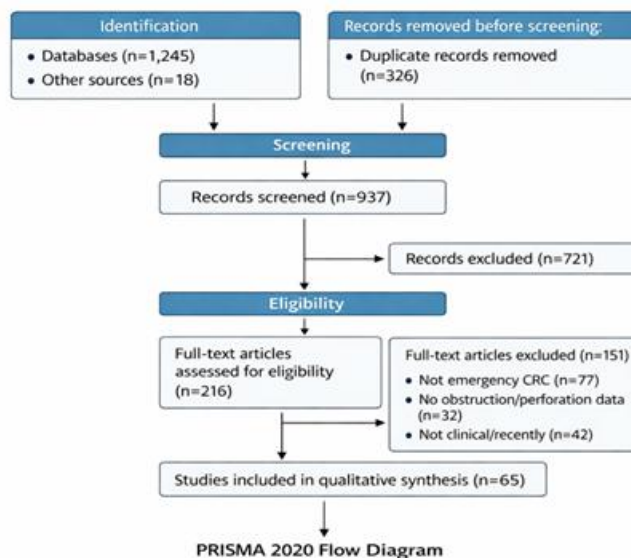 Identification
• Databases (n=1,245)
• Other sources (n=18)
Records removed before screening:
• Duplicate records removed
(n=326)
Screening
Records screened (n=937)
Records excluded (n=721)
Eligibility
Full-text articles
assessed for eligibility
(n=216)
Full-text articles excluded (n=151)
• Not emergency CRC (n=77)
• No obstruction/perforation data
(n=32)
• Not clinical/recently (n=42)
Studies included in qualitative synthesis (n=65)
PRISMA 2020 Flow Diagram